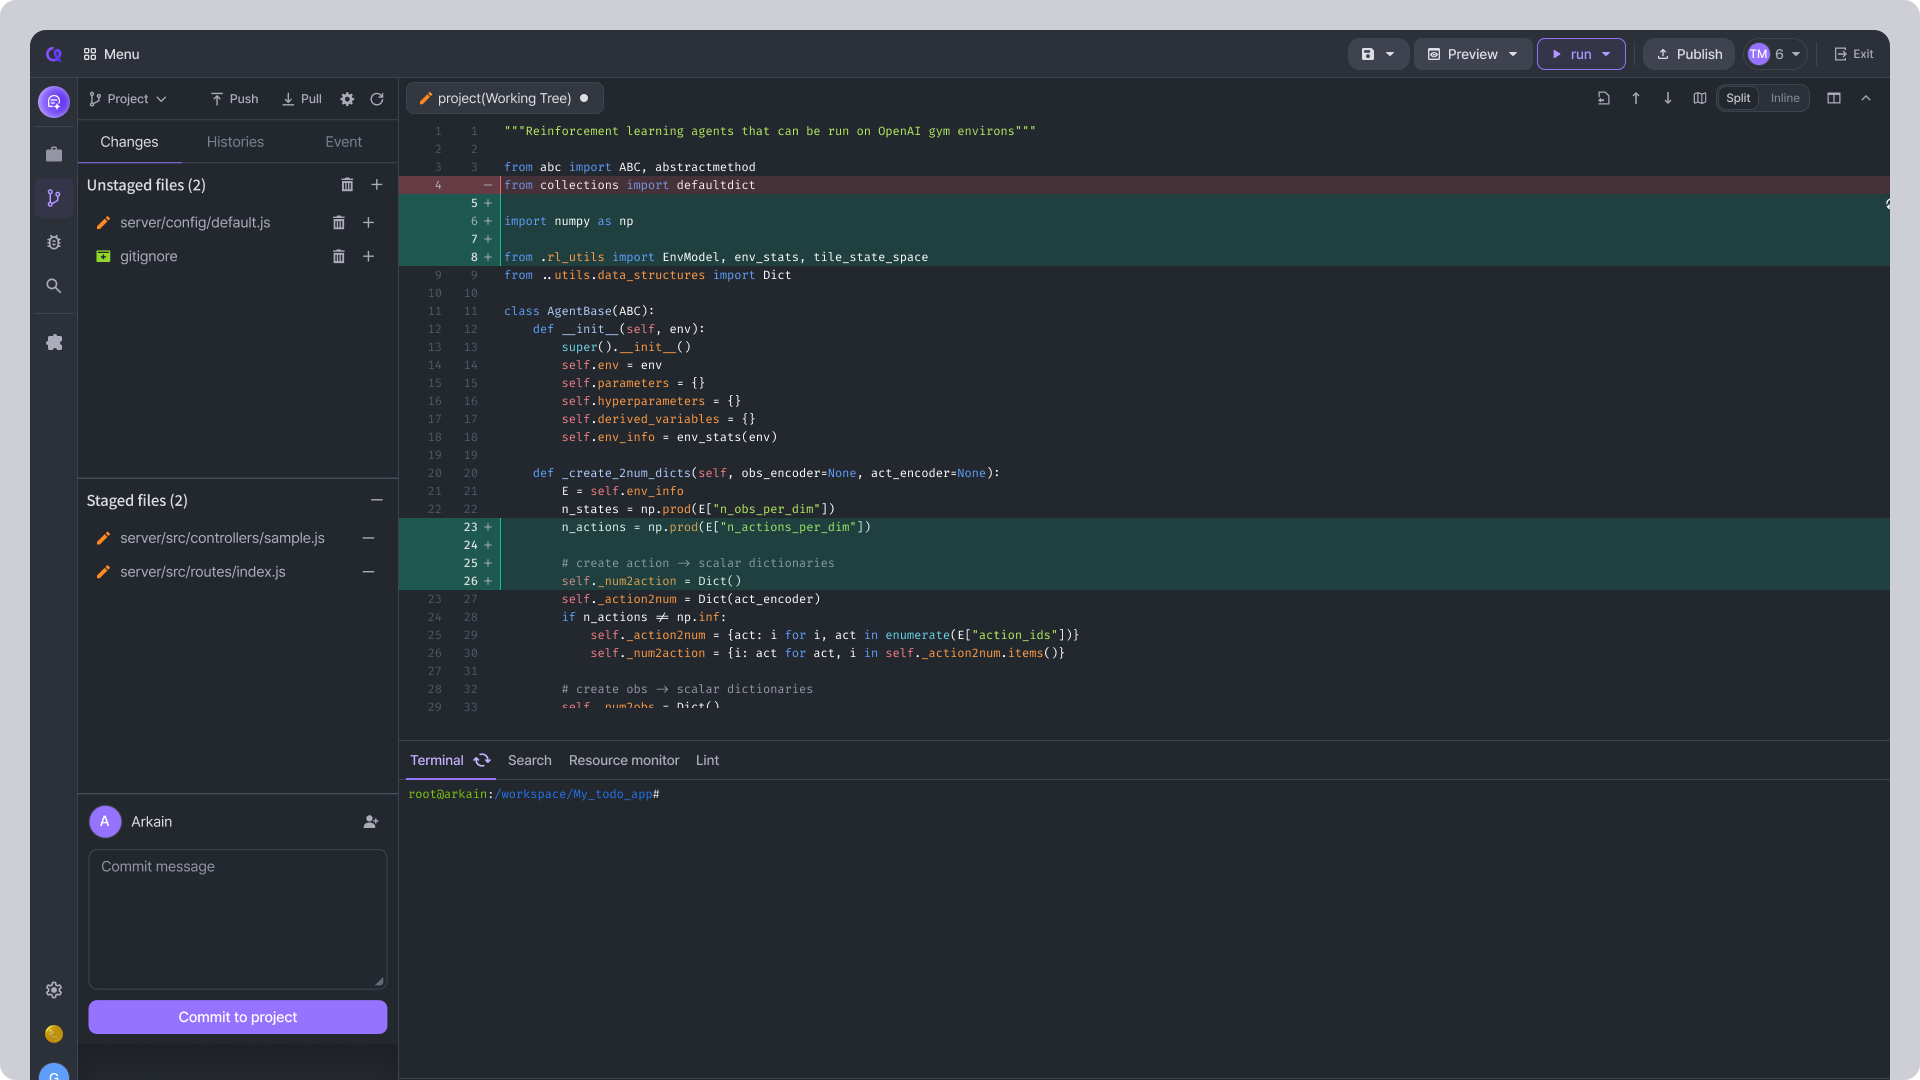 Menu
Preview
run
Publish
TM 6
Exit
Project
Push
Pull
Changes
Histories
Event
Unstaged files (2)
server/config/default.js
gitignore
Staged files (2)
server/src/controllers/sample.js
server/src/routes/index.js
A Arkain
Commit message
Commit to project
G
project(Working Tree)
Split
Inline
1 1 """Reinforcement learning agents that can be run on OpenAI gym environs"""
2 2
3 3 from abc import ABC, abstractmethod
4 − from collections import defaultdict
5 +
6 + import numpy as np
7 +
8 + from .rl_utils import EnvModel, env_stats, tile_state_space
9 9 from ..utils.data_structures import Dict
10 10
11 11 class AgentBase(ABC):
12 12 def __init__(self, env):
13 13 super().__init__()
14 14 self.env = env
15 15 self.parameters = {}
16 16 self.hyperparameters = {}
17 17 self.derived_variables = {}
18 18 self.env_info = env_stats(env)
19 19
20 20 def _create_2num_dicts(self, obs_encoder=None, act_encoder=None):
21 21 E = self.env_info
22 22 n_states = np.prod(E["n_obs_per_dim"])
23 + n_actions = np.prod(E["n_actions_per_dim"])
24 +
25 + # create action → scalar dictionaries
26 + self._num2action = Dict()
23 27 self._action2num = Dict(act_encoder)
24 28 if n_actions ≠ np.inf:
25 29 self._action2num = {act: i for i, act in enumerate(E["action_ids"])}
26 30 self._num2action = {i: act for act, i in self._action2num.items()}
27 31
28 32 # create obs → scalar dictionaries
29 33 self._num2obs = Dict()
Terminal
Search
Resource monitor
Lint
root@arkain:/workspace/My_todo_app#